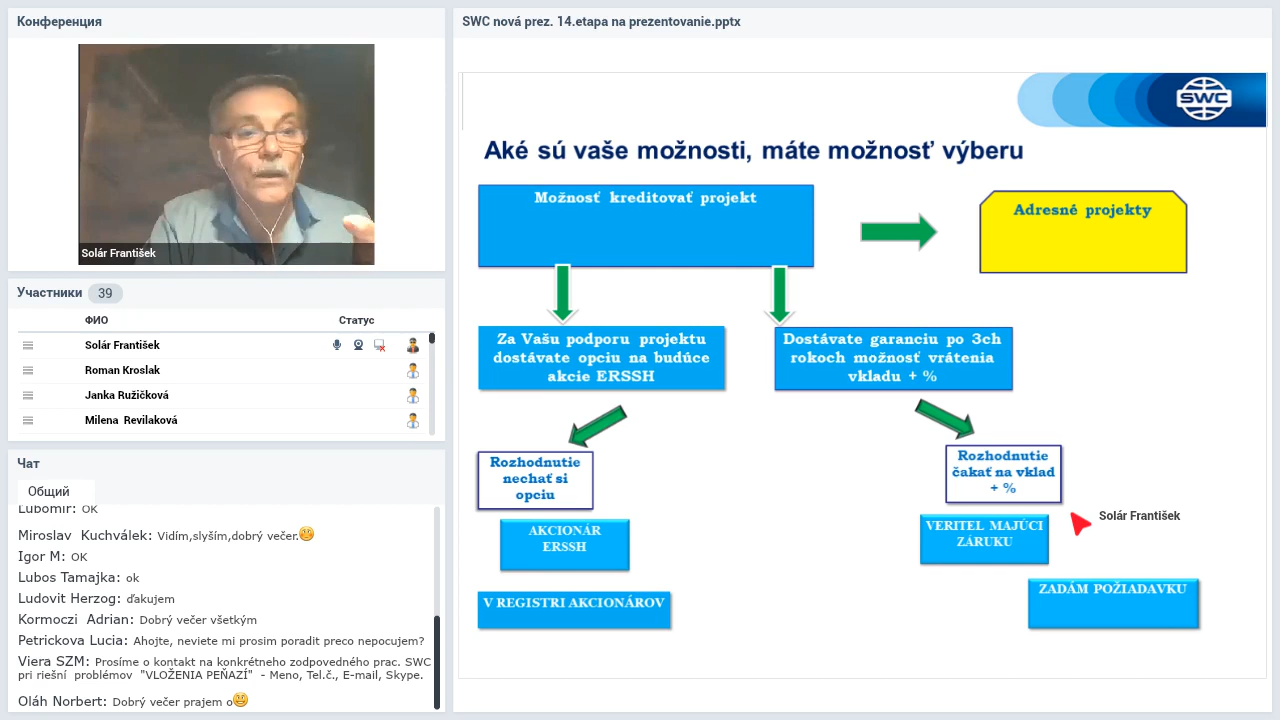 Конференция
Solár František
Участники 39
ФИО Статус
Solár František
Roman Kroslak
Janka Ružičková
Milena Revilaková
Чат
Общий
Lubomir: OK
Miroslav Kuchválek: Vidím,slyším,dobrý večer.
Igor M: OK
Lubos Tamajka: ok
Ludovit Herzog: ďakujem
Kormoczi Adrian: Dobrý večer všetkým
Petrickova Lucia: Ahojte, neviete mi prosim poradit preco nepocujem?
Viera SZM: Prosíme o kontakt na konkrétneho zodpovedného prac. SWC
pri riešní problémov "VLOŽENIA PEŇAZÍ" - Meno, Tel.č., E-mail, Skype.
Oláh Norbert: Dobrý večer prajem o
SWC nová prez. 14.etapa na prezentovanie.pptx
SWC
Aké sú vaše možnosti, máte možnosť výberu
Možnosť kreditovať projekt
Adresné projekty
Za Vašu podporu projektu
dostávate opciu na budúce
akcie ERSSH
Dostávate garanciu po 3ch
rokoch možnosť vrátenia
vkladu + %
Rozhodnutie
nechať si
opciu
Rozhodnutie
čakať na vklad
+ %
AKCIONÁR
ERSSH
VERITEL MAJÚCI
ZÁRUKU
Solár František
V REGISTRI AKCIONÁROV
ZADÁM POŽIADAVKU